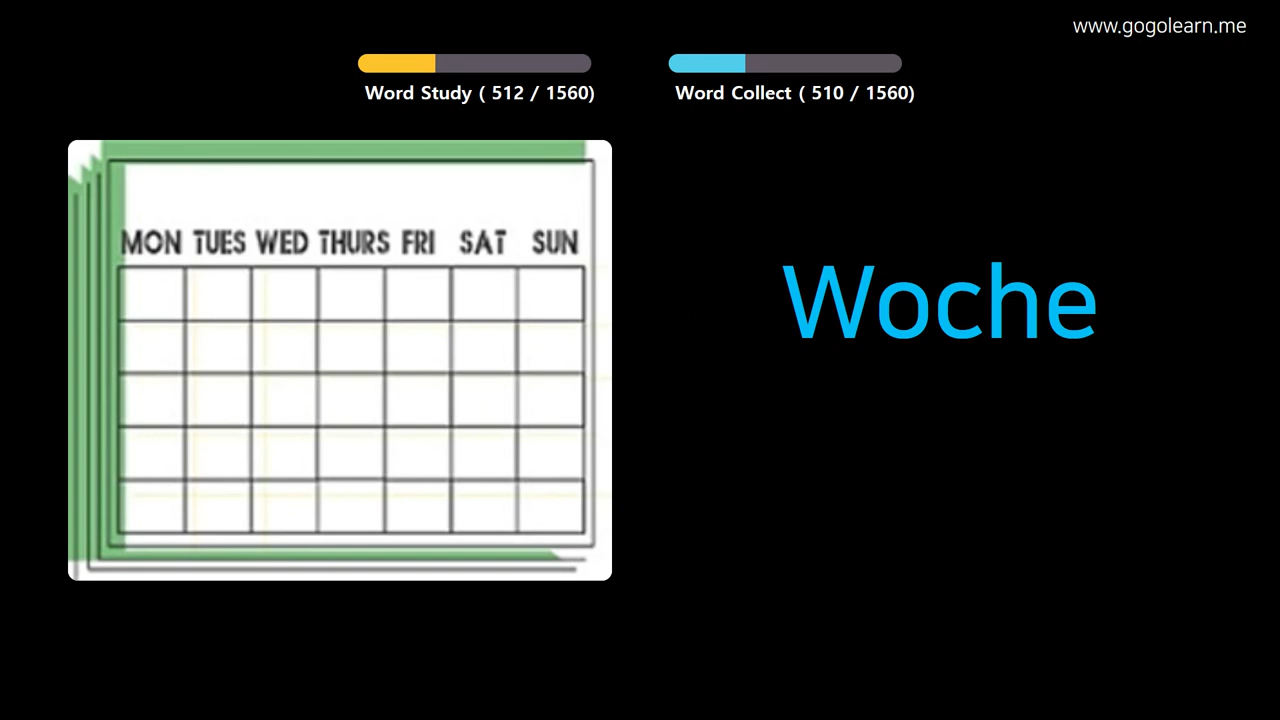 www.gogolearn.me
Word Study ( 512 / 1560)
Word Collect ( 510 / 1560)
MON TUES WED THURS FRI SAT SUN
Woche